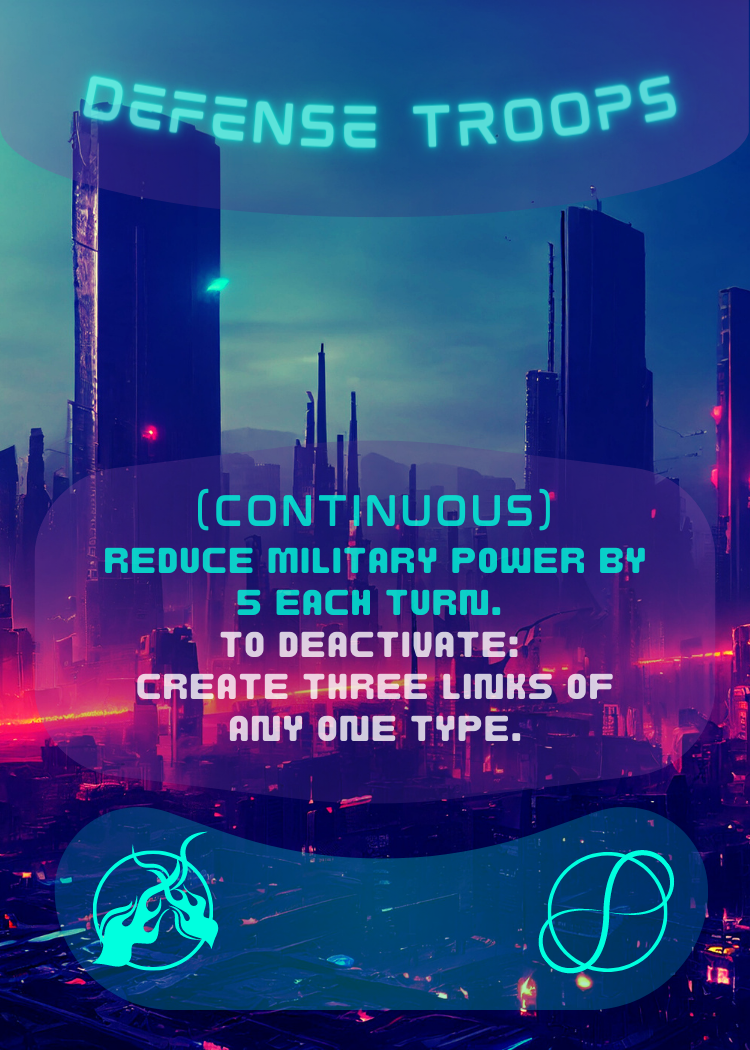 DEFENSE TROOPS
(CONTINUOUS)
REDUCE MILITARY POWER BY
5 EACH TURN.
TO DEACTIVATE:
CREATE THREE LINKS OF
ANY ONE TYPE.